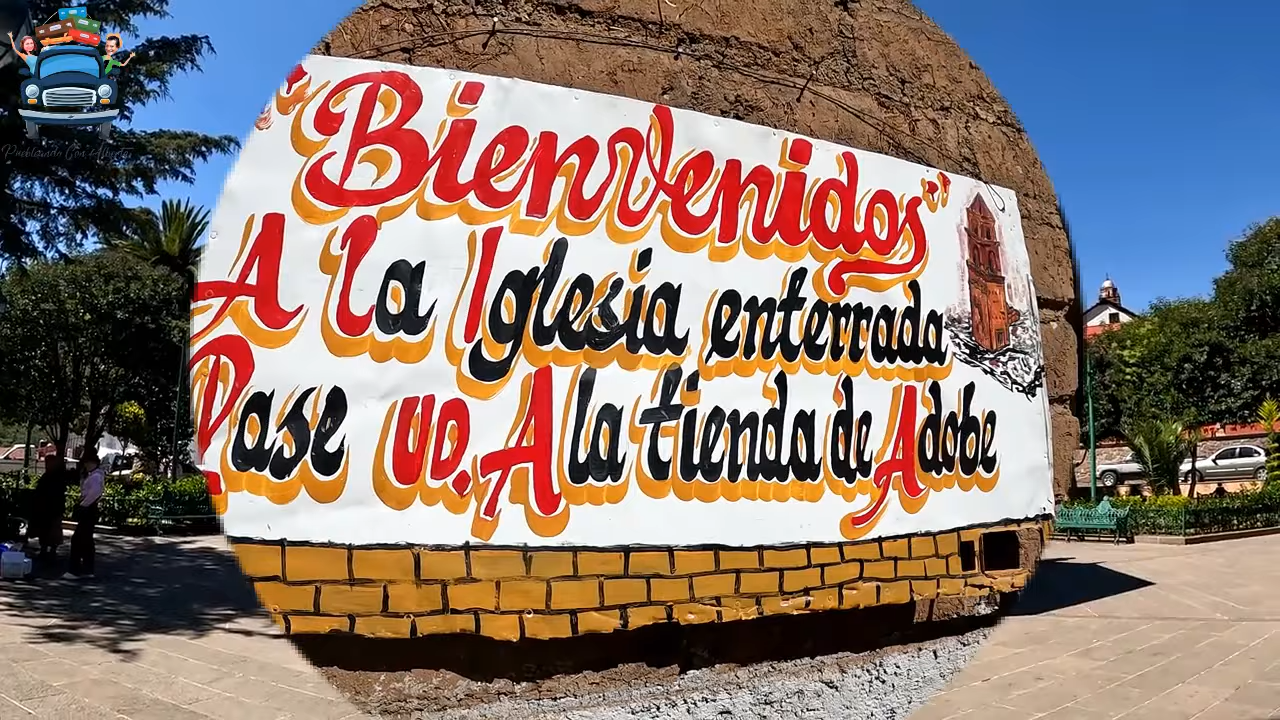 "Bienvenidos"
A La Iglesia enterrada
Pase UD. A la tienda de Adobe